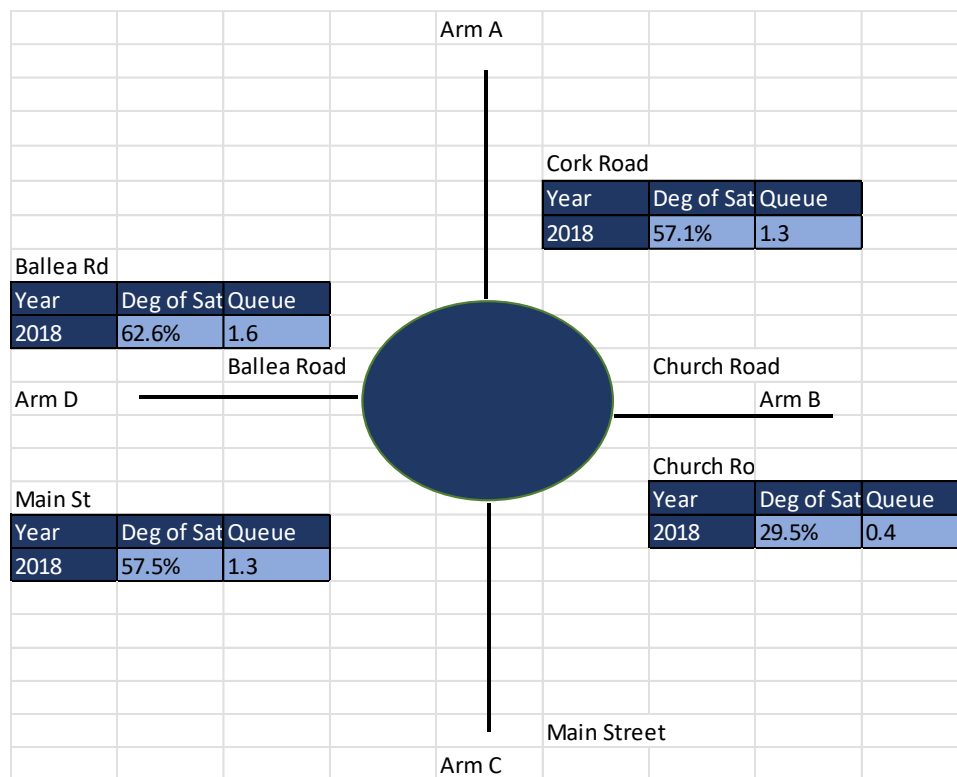 Arm A
Cork Road
Year Deg of Sat Queue
2018 57.1% 1.3
Ballea Rd
Year Deg of Sat Queue
2018 62.6% 1.6
Ballea Road
Church Road
Arm D
Arm B
Church Ro
Year Deg of Sat Queue
2018 29.5% 0.4
Main St
Year Deg of Sat Queue
2018 57.5% 1.3
Main Street
Arm C